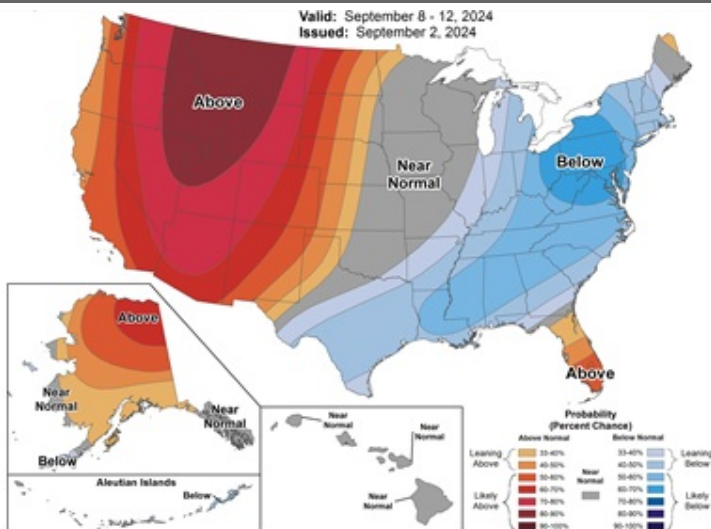 Valid: September 8 - 12, 2024
Issued: September 2, 2024
Above
Near
Normal
Below
Above
Above
Near
Normal
Near
Normal
Below
Aleutian Islands
Below
Near
Normal
Near
Normal
Near
Normal
Probability
(Percent Chance)
Above Normal
Below Normal
Leaning
Above
33-40%
40-50%
Likely
Above
50-60%
60-70%
70-80%
80-90%
90-100%
Near
Normal
33-40%
40-50%
Leaning
Below
50-60%
60-70%
70-80%
80-90%
90-100%
Likely
Below